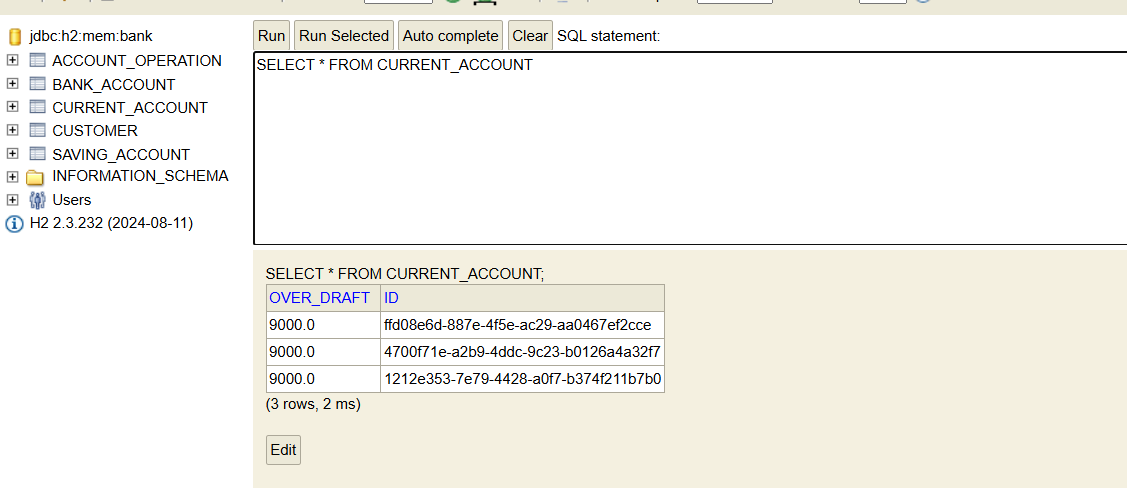 jdbc:h2:mem:bank
ACCOUNT_OPERATION
BANK_ACCOUNT
CURRENT_ACCOUNT
CUSTOMER
SAVING_ACCOUNT
INFORMATION_SCHEMA
Users
H2 2.3.232 (2024-08-11)
Run Run Selected Auto complete Clear SQL statement:
SELECT * FROM CURRENT_ACCOUNT
SELECT * FROM CURRENT_ACCOUNT;
OVER_DRAFT ID
9000.0 ffd08e6d-887e-4f5e-ac29-aa0467ef2cce
9000.0 4700f71e-a2b9-4ddc-9c23-b0126a4a32f7
9000.0 1212e353-7e79-4428-a0f7-b374f211b7b0
(3 rows, 2 ms)
Edit